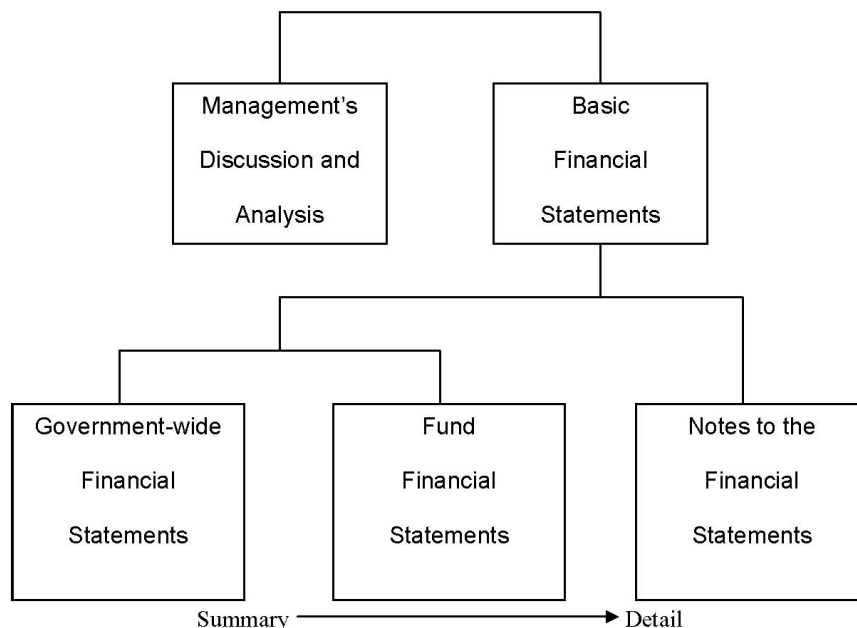 Management’s
Discussion and
Analysis
Basic
Financial
Statements
Government-wide
Financial
Statements
Fund
Financial
Statements
Notes to the
Financial
Statements
Summary
Detail